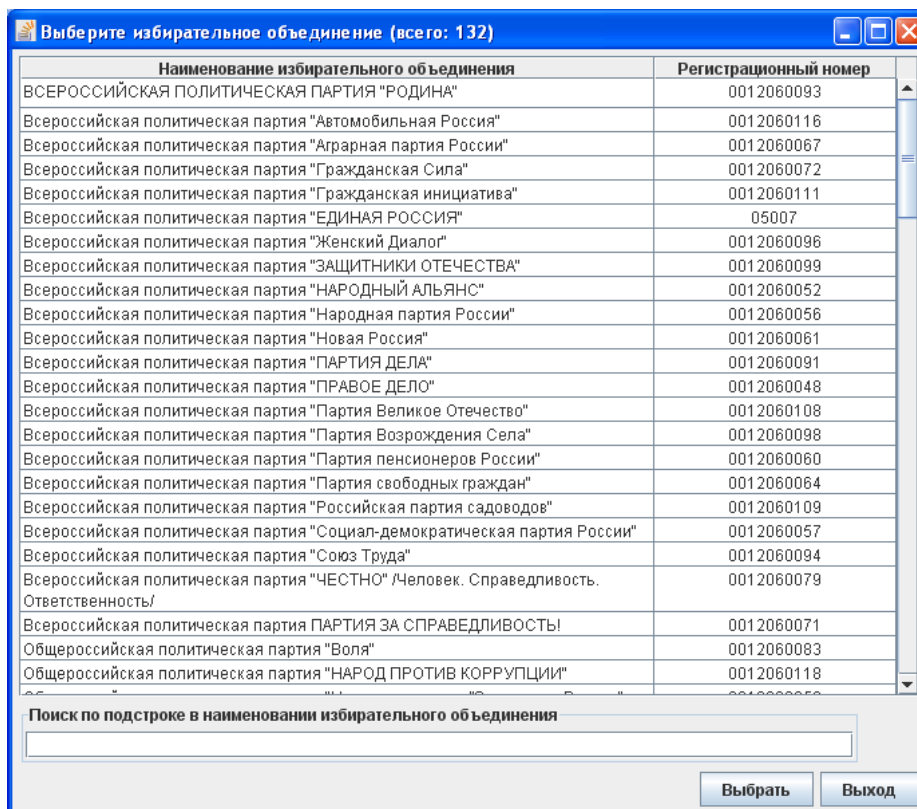 Выберите избирательное объединение (всего: 132)
Наименование избирательного объединения Регистрационный номер
ВСЕРОССИЙСКАЯ ПОЛИТИЧЕСКАЯ ПАРТИЯ "РОДИНА" 0012060093
Всероссийская политическая партия "Автомобильная Россия" 0012060116
Всероссийская политическая партия "Аграрная партия России" 0012060067
Всероссийская политическая партия "Гражданская Сила" 0012060072
Всероссийская политическая партия "Гражданская инициатива" 0012060111
Всероссийская политическая партия "ЕДИНАЯ РОССИЯ" 05007
Всероссийская политическая партия "Женский Диалог" 0012060096
Всероссийская политическая партия "ЗАЩИТНИКИ ОТЕЧЕСТВА" 0012060099
Всероссийская политическая партия "НАРОДНЫЙ АЛЬЯНС" 0012060052
Всероссийская политическая партия "Народная партия России" 0012060056
Всероссийская политическая партия "Новая Россия" 0012060061
Всероссийская политическая партия "ПАРТИЯ ДЕЛА" 0012060091
Всероссийская политическая партия "ПРАВОЕ ДЕЛО" 0012060048
Всероссийская политическая партия "Партия Великое Отечество" 0012060108
Всероссийская политическая партия "Партия Возрождения Села" 0012060098
Всероссийская политическая партия "Партия пенсионеров России" 0012060060
Всероссийская политическая партия "Партия свободных граждан" 0012060064
Всероссийская политическая партия "Российская партия садоводов" 0012060109
Всероссийская политическая партия "Социал-демократическая партия России" 0012060057
Всероссийская политическая партия "Союз Труда" 0012060094
Всероссийская политическая партия "ЧЕСТНО" /Человек. Справедливость. 0012060079
Ответственность/
Всероссийская политическая партия ПАРТИЯ ЗА СПРАВЕДЛИВОСТЬ! 0012060071
Общероссийская политическая партия "Воля" 0012060083
Общероссийская политическая партия "НАРОД ПРОТИВ КОРРУПЦИИ" 0012060118
Поиск по подстроке в наименовании избирательного объединения
Выбрать Выход